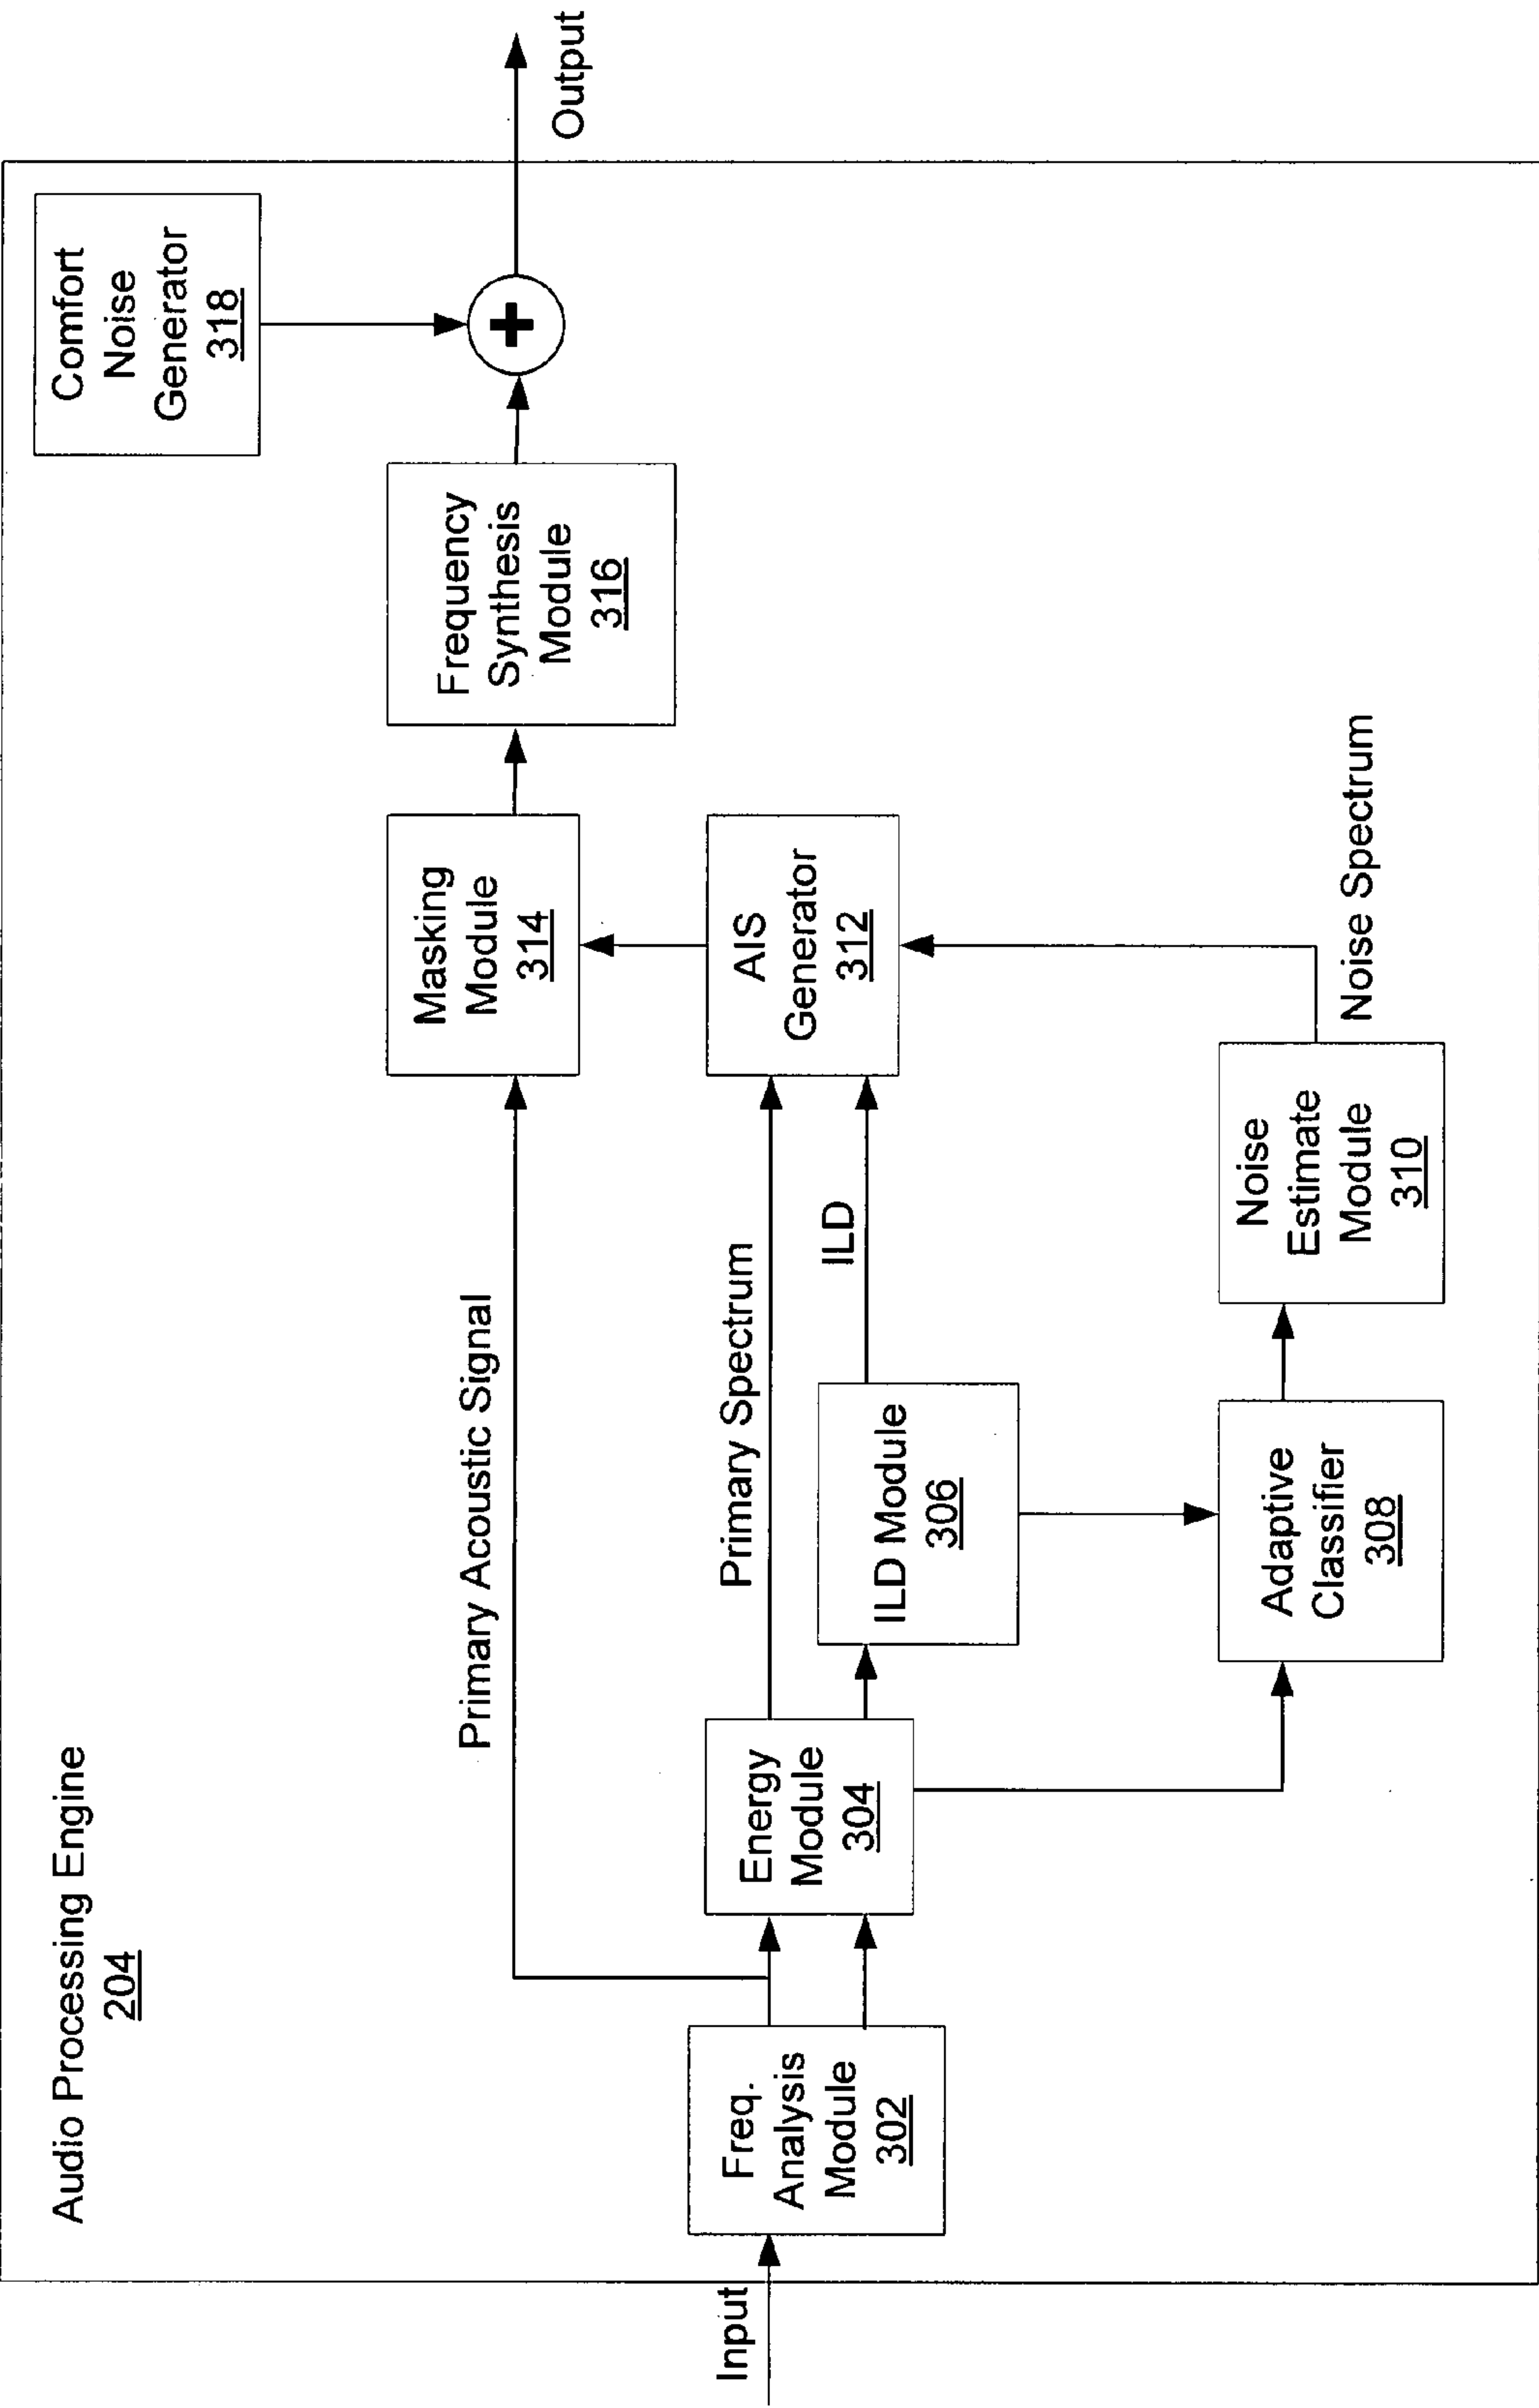 Audio Processing Engine
204
Comfort
Noise
Generator
318
Output
Primary Acoustic Signal
Masking
Module
314
Frequency
Synthesis
Module
316
Input
Freq.
Analysis
Module
302
Energy
Module
304
Primary Spectrum
ILD
ILD Module
306
AIS
Generator
312
Adaptive
Classifier
308
Noise
Estimate
Module
310
Noise Spectrum